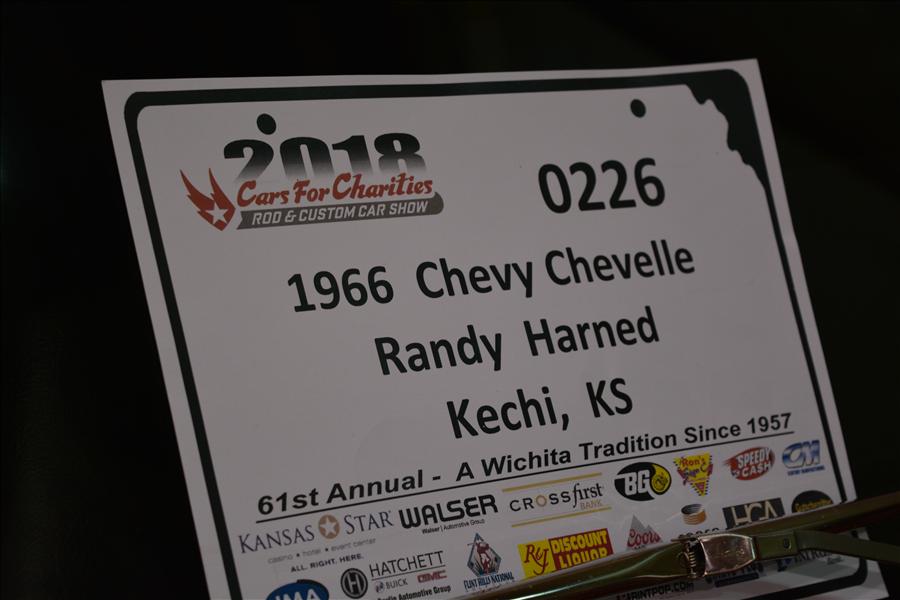 2018
Cars For Charities
ROD & CUSTOM CAR SHOW
0226
1966 Chevy Chevelle
Randy Harned
Kechi, KS
61st Annual - A Wichita Tradition Since 1957
KANSAS STAR
casino • hotel • event center
ALL. RIGHT. HERE.
WALSER
Walser | Automotive Group
CROSSfirst
BANK
BG
SPEEDY
CASH
HATCHETT
BUICK GMC
Automotive Group
FLINT HILLS NATIONAL
DISCOUNT
LIQUOR
Coors